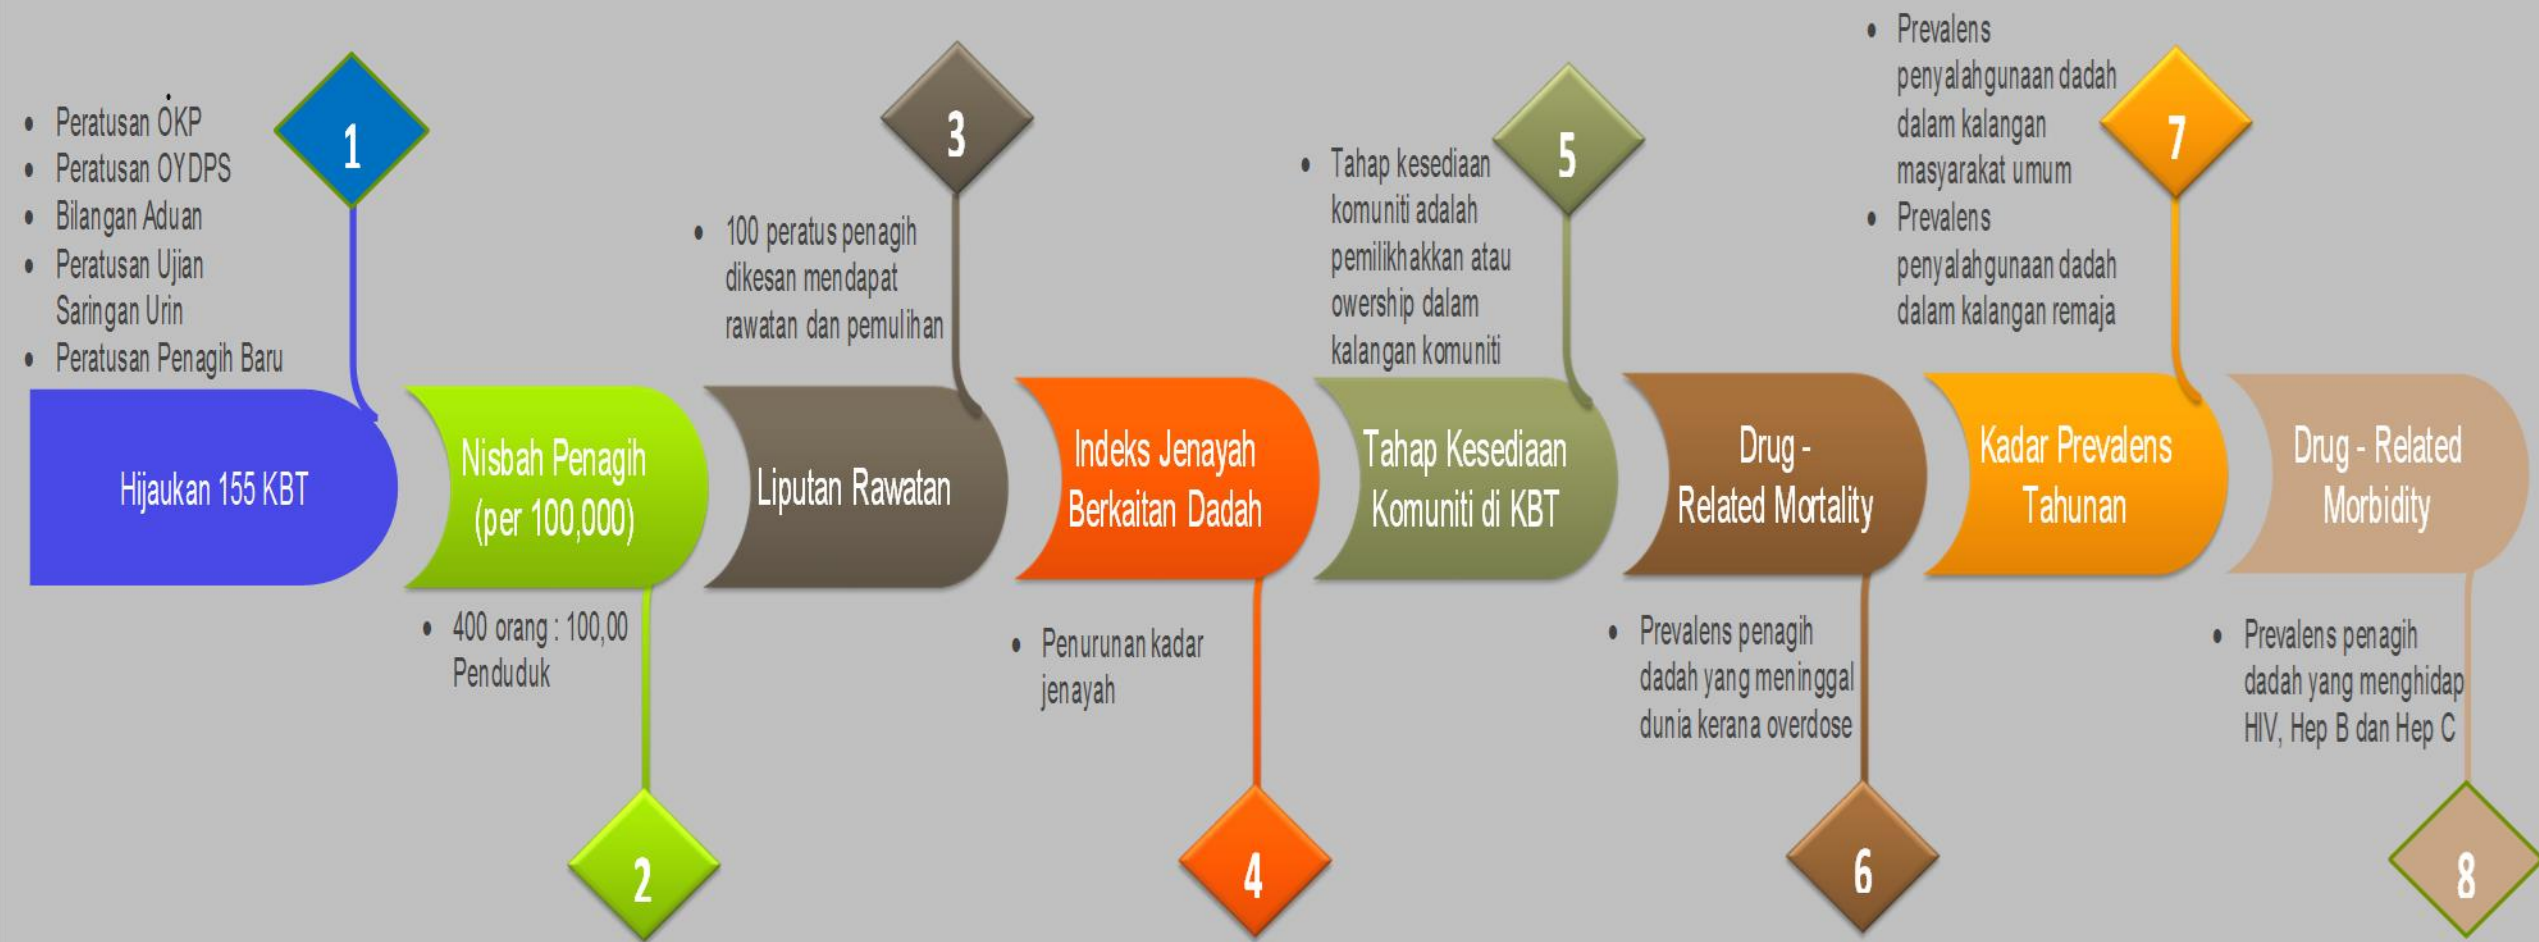 1
• Peratusan OKP
• Peratusan OYDPS
• Bilangan Aduan
• Peratusan Ujian
Saringan Urin
• Peratusan Penagih Baru
Hijaukan 155 KBT
Nisbah Penagih
(per 100,000)
• 400 orang : 100,00
Penduduk
2
3
• 100 peratus penagih
dikesan mendapat
rawatan dan pemulihan
Liputan Rawatan
Indeks Jenayah
Berkaitan Dadah
• Penurunan kadar
jenayah
4
5
• Tahap kesediaan
komuniti adalah
pemilikhakkan atau
owership dalam
kalangan komuniti
Tahap Kesediaan
Komuniti di KBT
Drug -
Related Mortality
• Prevalens penagih
dadah yang meninggal
dunia kerana overdose
6
7
• Prevalens
penyalahgunaan dadah
dalam kalangan
masyarakat umum
• Prevalens
penyalahgunaan dadah
dalam kalangan remaja
Kadar Prevalens
Tahunan
Drug - Related
Morbidity
• Prevalens penagih
dadah yang menghidap
HIV, Hep B dan Hep C
8